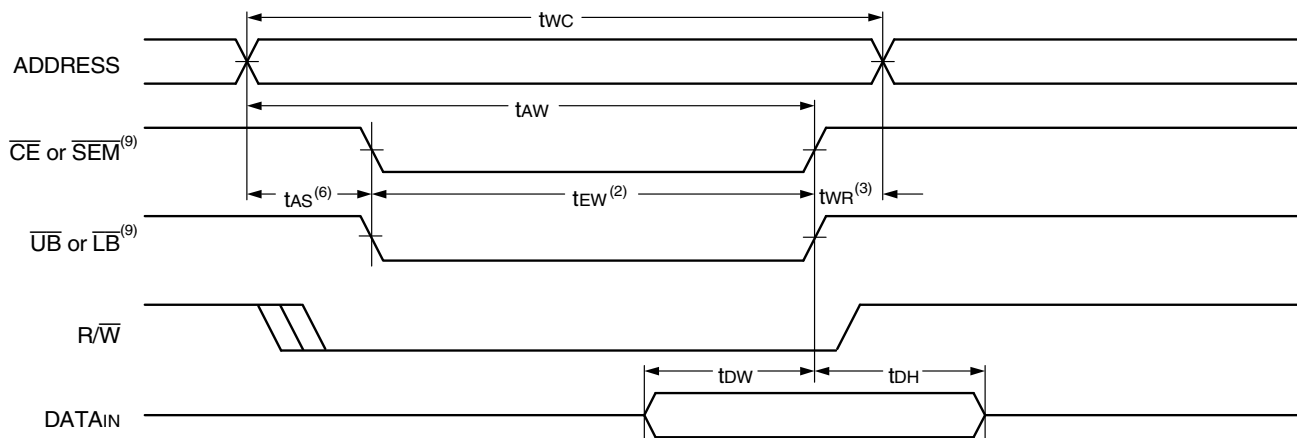 tWC
ADDRESS
tAW
CE or SEM(9)
tAS(6) tEW(2) tWR(3)
UB or LB(9)
R/W
tDW tDH
DATAIN